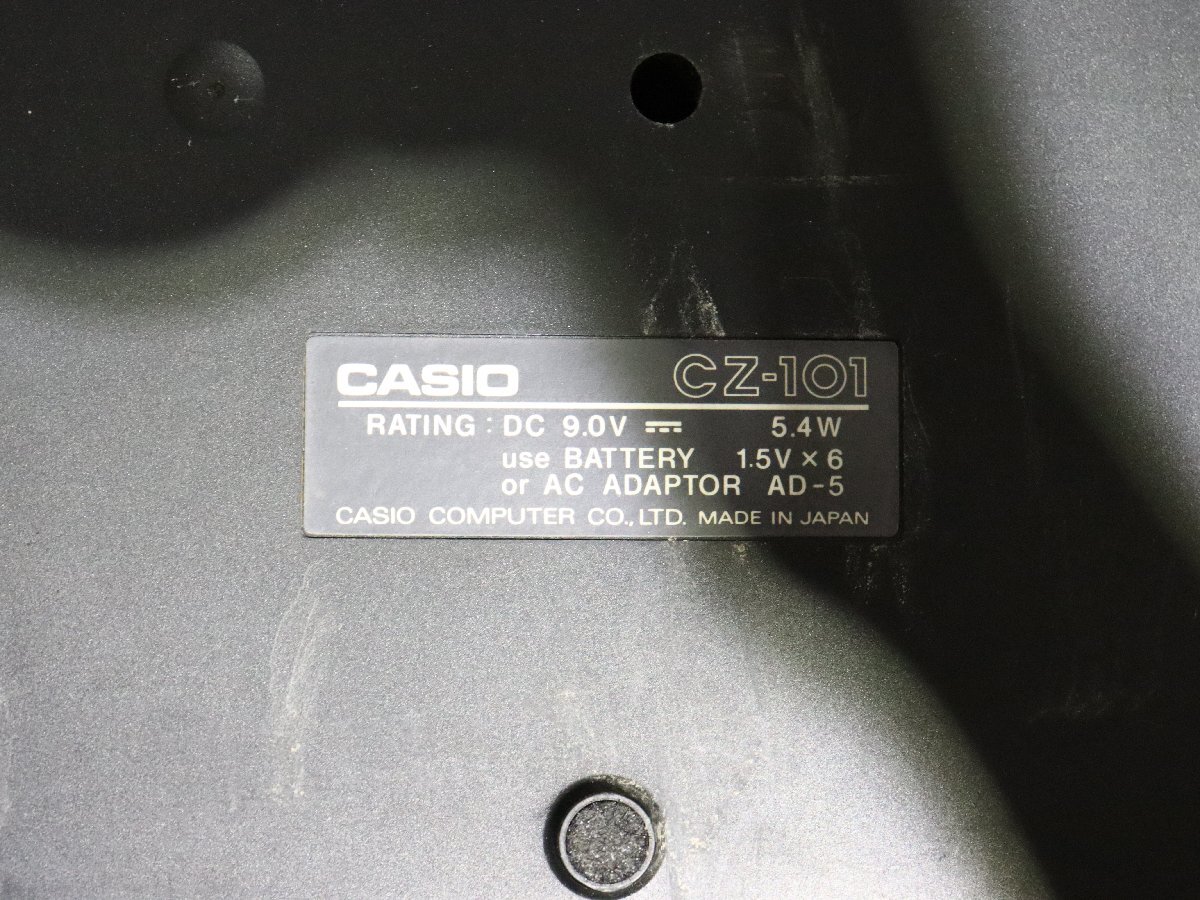 CASIO CZ-101
RATING : DC 9.0V ⎓ 5.4W
use BATTERY 1.5V × 6
or AC ADAPTOR AD-5
CASIO COMPUTER CO., LTD. MADE IN JAPAN